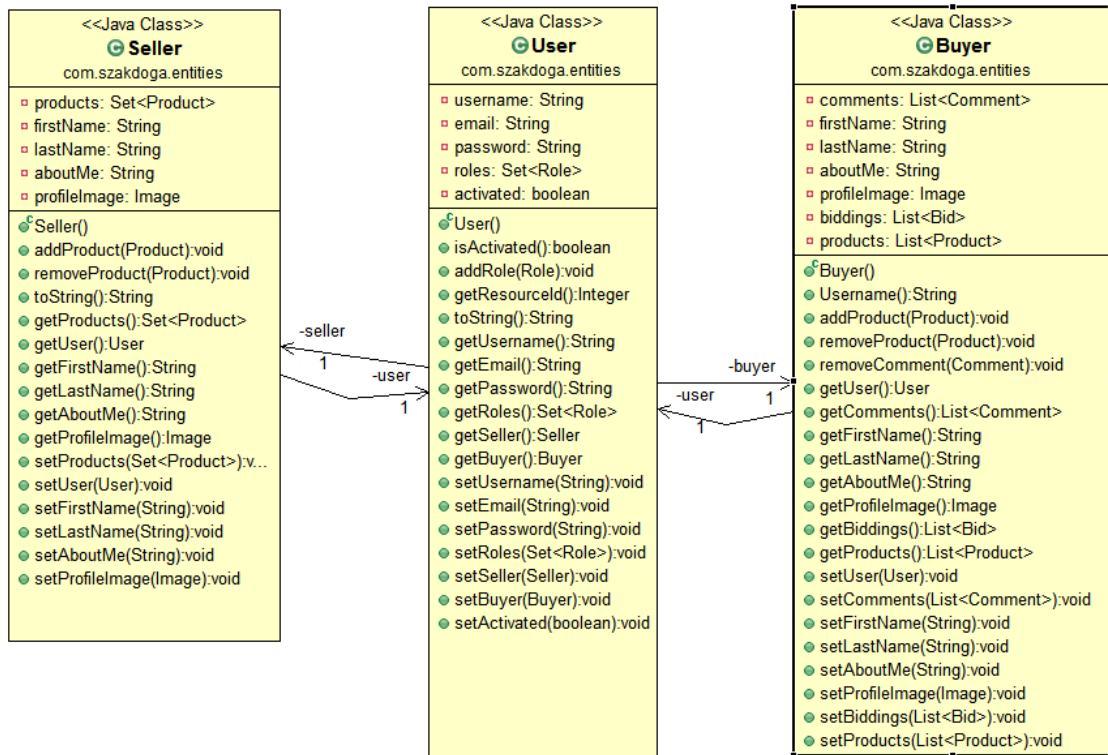 <<Java Class>>
Seller
com.szakdoga.entities
products: Set<Product>
firstName: String
lastName: String
aboutMe: String
profileImage: Image
Seller()
addProduct(Product):void
removeProduct(Product):void
toString():String
getProducts():Set<Product>
getUser():User
getFirstName():String
getLastName():String
getAboutMe():String
getProfileImage():Image
setProducts(Set<Product>):v...
setUser(User):void
setFirstName(String):void
setLastName(String):void
setAboutMe(String):void
setProfileImage(Image):void
-seller
1
-user
1
<<Java Class>>
User
com.szakdoga.entities
username: String
email: String
password: String
roles: Set<Role>
activated: boolean
User()
isActivated():boolean
addRole(Role):void
getResourceId():Integer
toString():String
getUsername():String
getEmail():String
getPassword():String
getRoles():Set<Role>
getSeller():Seller
getBuyer():Buyer
setUsername(String):void
setEmail(String):void
setPassword(String):void
setRoles(Set<Role>):void
setSeller(Seller):void
setBuyer(Buyer):void
setActivated(boolean):void
-buyer
1
-user
1
<<Java Class>>
Buyer
com.szakdoga.entities
comments: List<Comment>
firstName: String
lastName: String
aboutMe: String
profileImage: Image
biddings: List<Bid>
products: List<Product>
Buyer()
Username():String
addProduct(Product):void
removeProduct(Product):void
removeComment(Comment):void
getUser():User
getComments():List<Comment>
getFirstName():String
getLastName():String
getAboutMe():String
getProfileImage():Image
getBiddings():List<Bid>
getProducts():List<Product>
setUser(User):void
setComments(List<Comment>):void
setFirstName(String):void
setLastName(String):void
setAboutMe(String):void
setProfileImage(Image):void
setBiddings(List<Bid>):void
setProducts(List<Product>):void